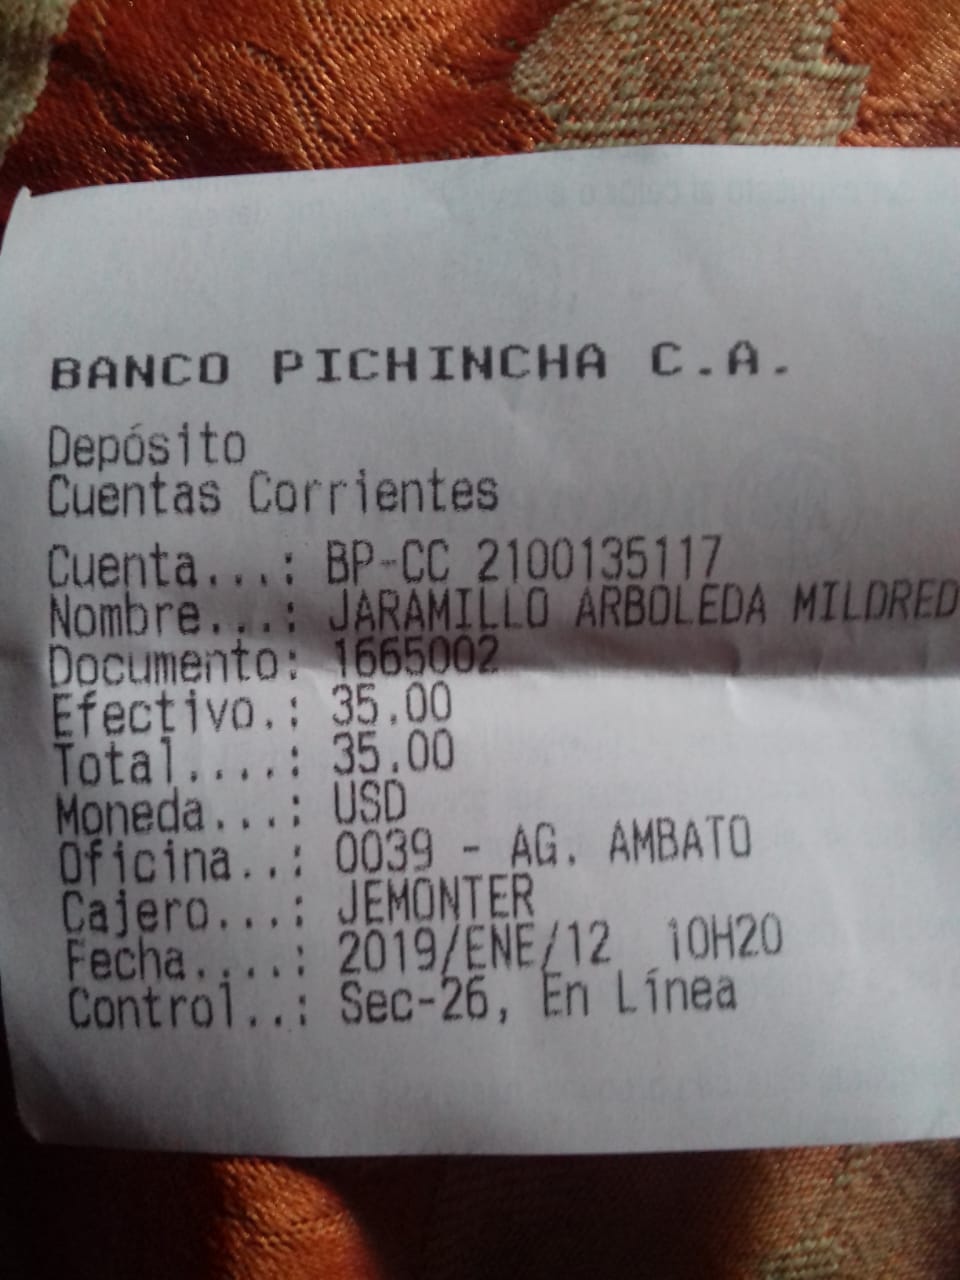 BANCO PICHINCHA C.A.
Depósito
Cuentas Corrientes
Cuenta...: BP-CC 2100135117
Nombre...: JARAMILLO ARBOLEDA MILDRED
Documento: 1665002
Efectivo.: 35.00
Total....: 35.00
Moneda...: USD
Oficina..: 0039 - AG. AMBATO
Cajero...: JEMONTER
Fecha....: 2019/ENE/12 10H20
Control..: Sec-26, En Línea